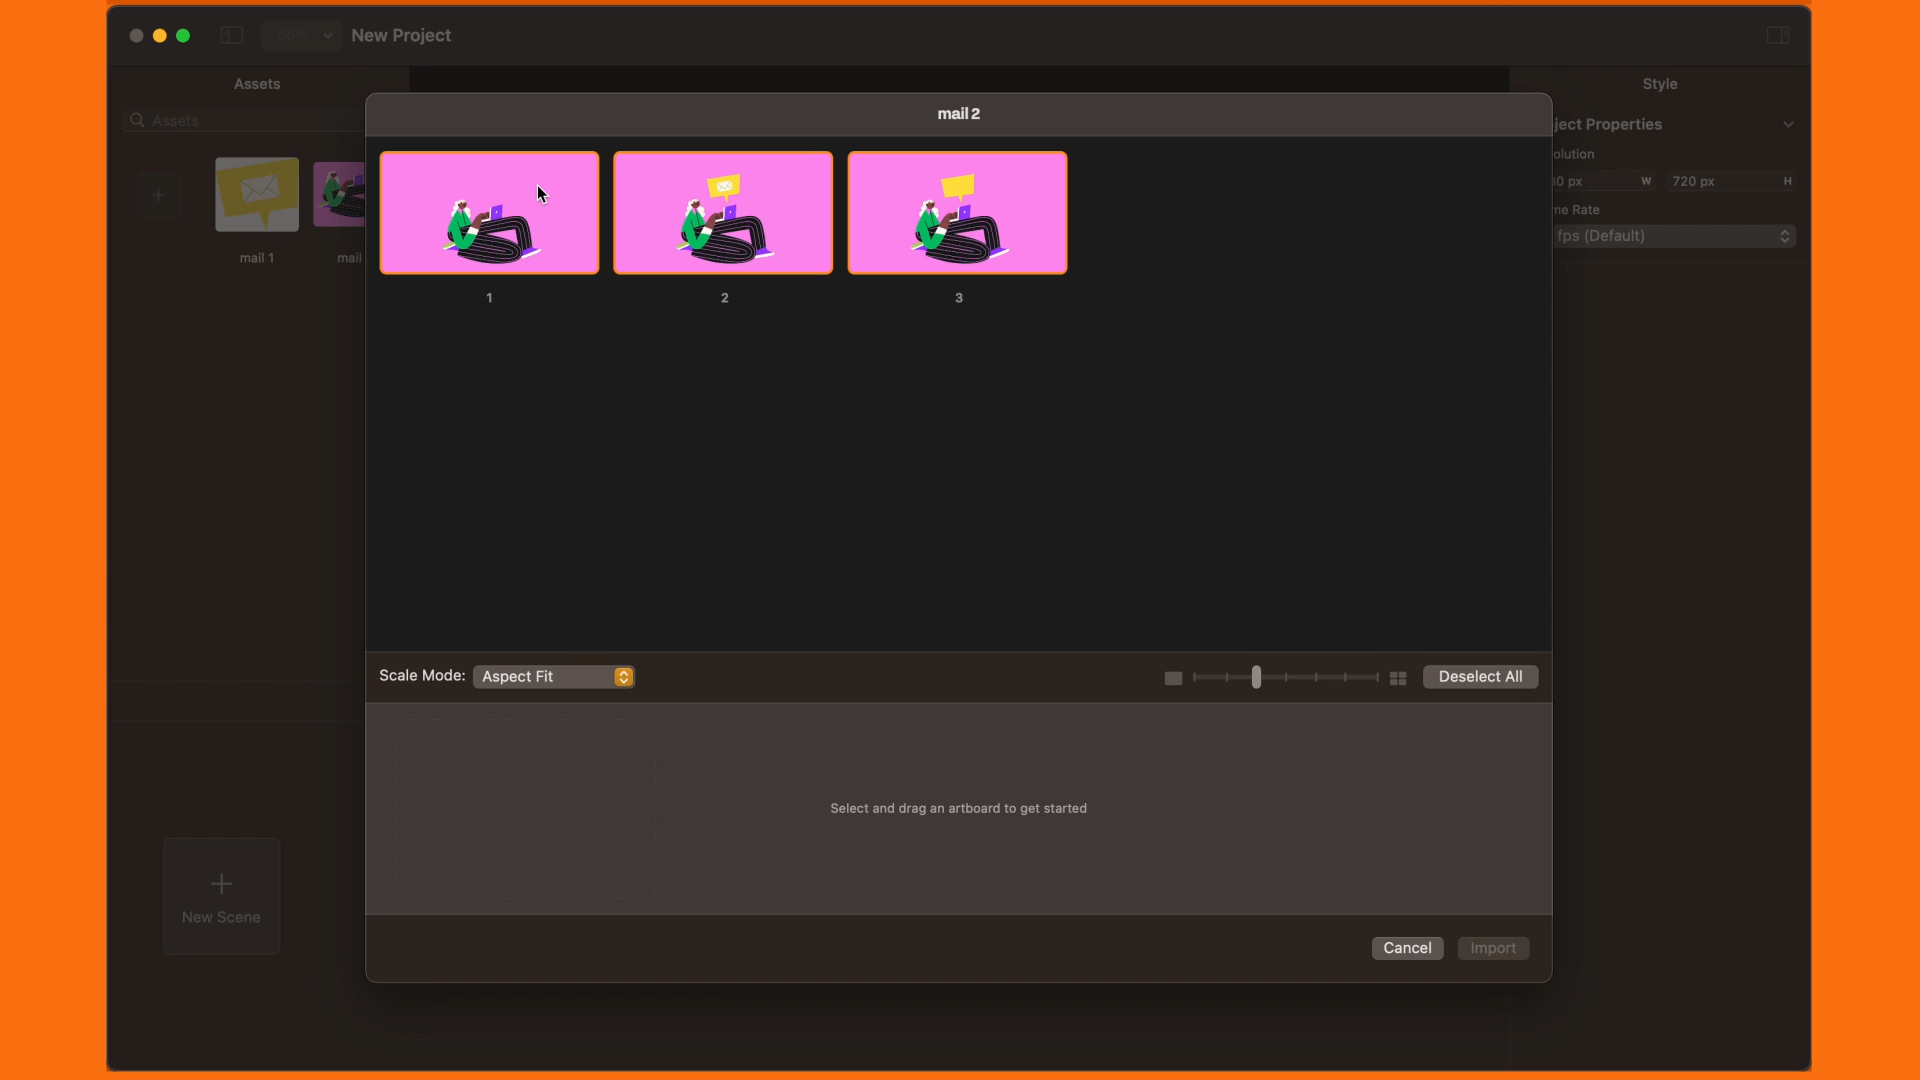 New Project
Assets
Style
Assets
mail 2
ject Properties
olution
0 px W 720 px H
me Rate
fps (Default)
mail 1
mail
1
2
3
Scale Mode: Aspect Fit
Deselect All
Select and drag an artboard to get started
New Scene
Cancel
Import